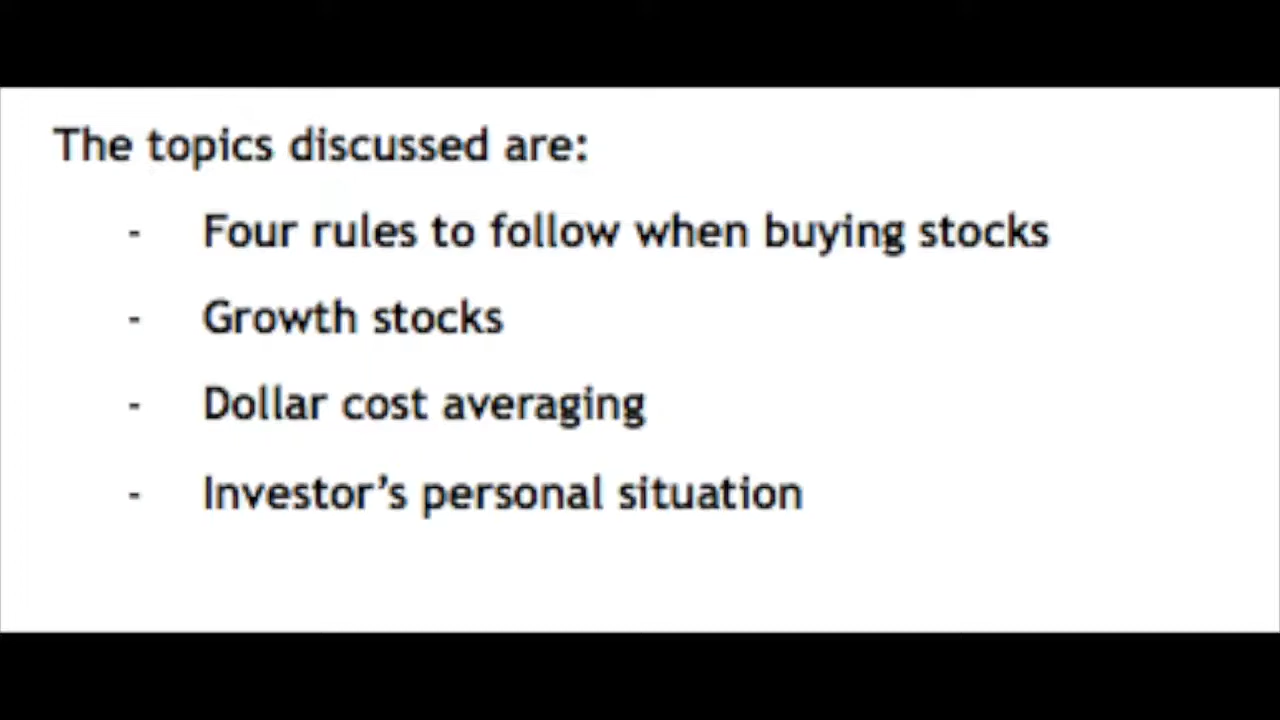 The topics discussed are:
- Four rules to follow when buying stocks
- Growth stocks
- Dollar cost averaging
- Investor’s personal situation